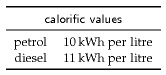 calorific values
petrol 10 kWh per litre
diesel 11 kWh per litre